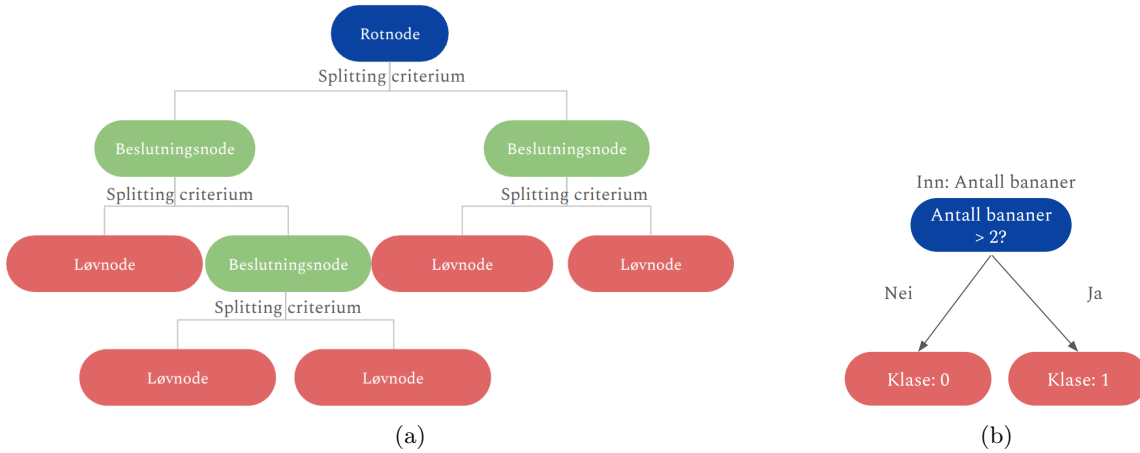 Rotnode
Splitting criterium
Beslutningsnode
Beslutningsnode
Splitting criterium
Splitting criterium
Løvnode
Beslutningsnode
Løvnode
Løvnode
Splitting criterium
Løvnode
Løvnode
(a)
Inn: Antall bananer
Antall bananer
> 2?
Nei
Ja
Klase: 0
Klase: 1
(b)